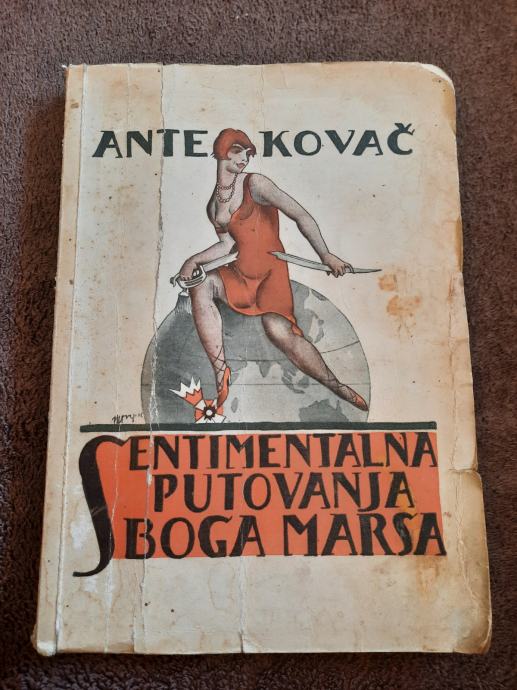 ANTE KOVAČ
SENTIMENTALNA
PUTOVANJA
BOGA MARSA